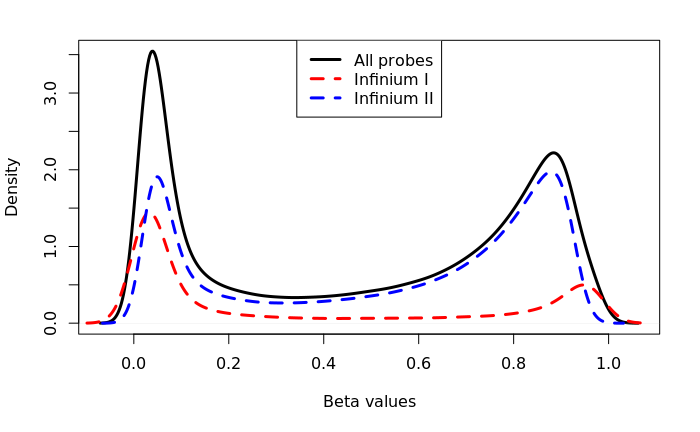 All probes
Infinium I
Infinium II
Density
3.0
2.0
1.0
0.0
0.0 0.2 0.4 0.6 0.8 1.0
Beta values